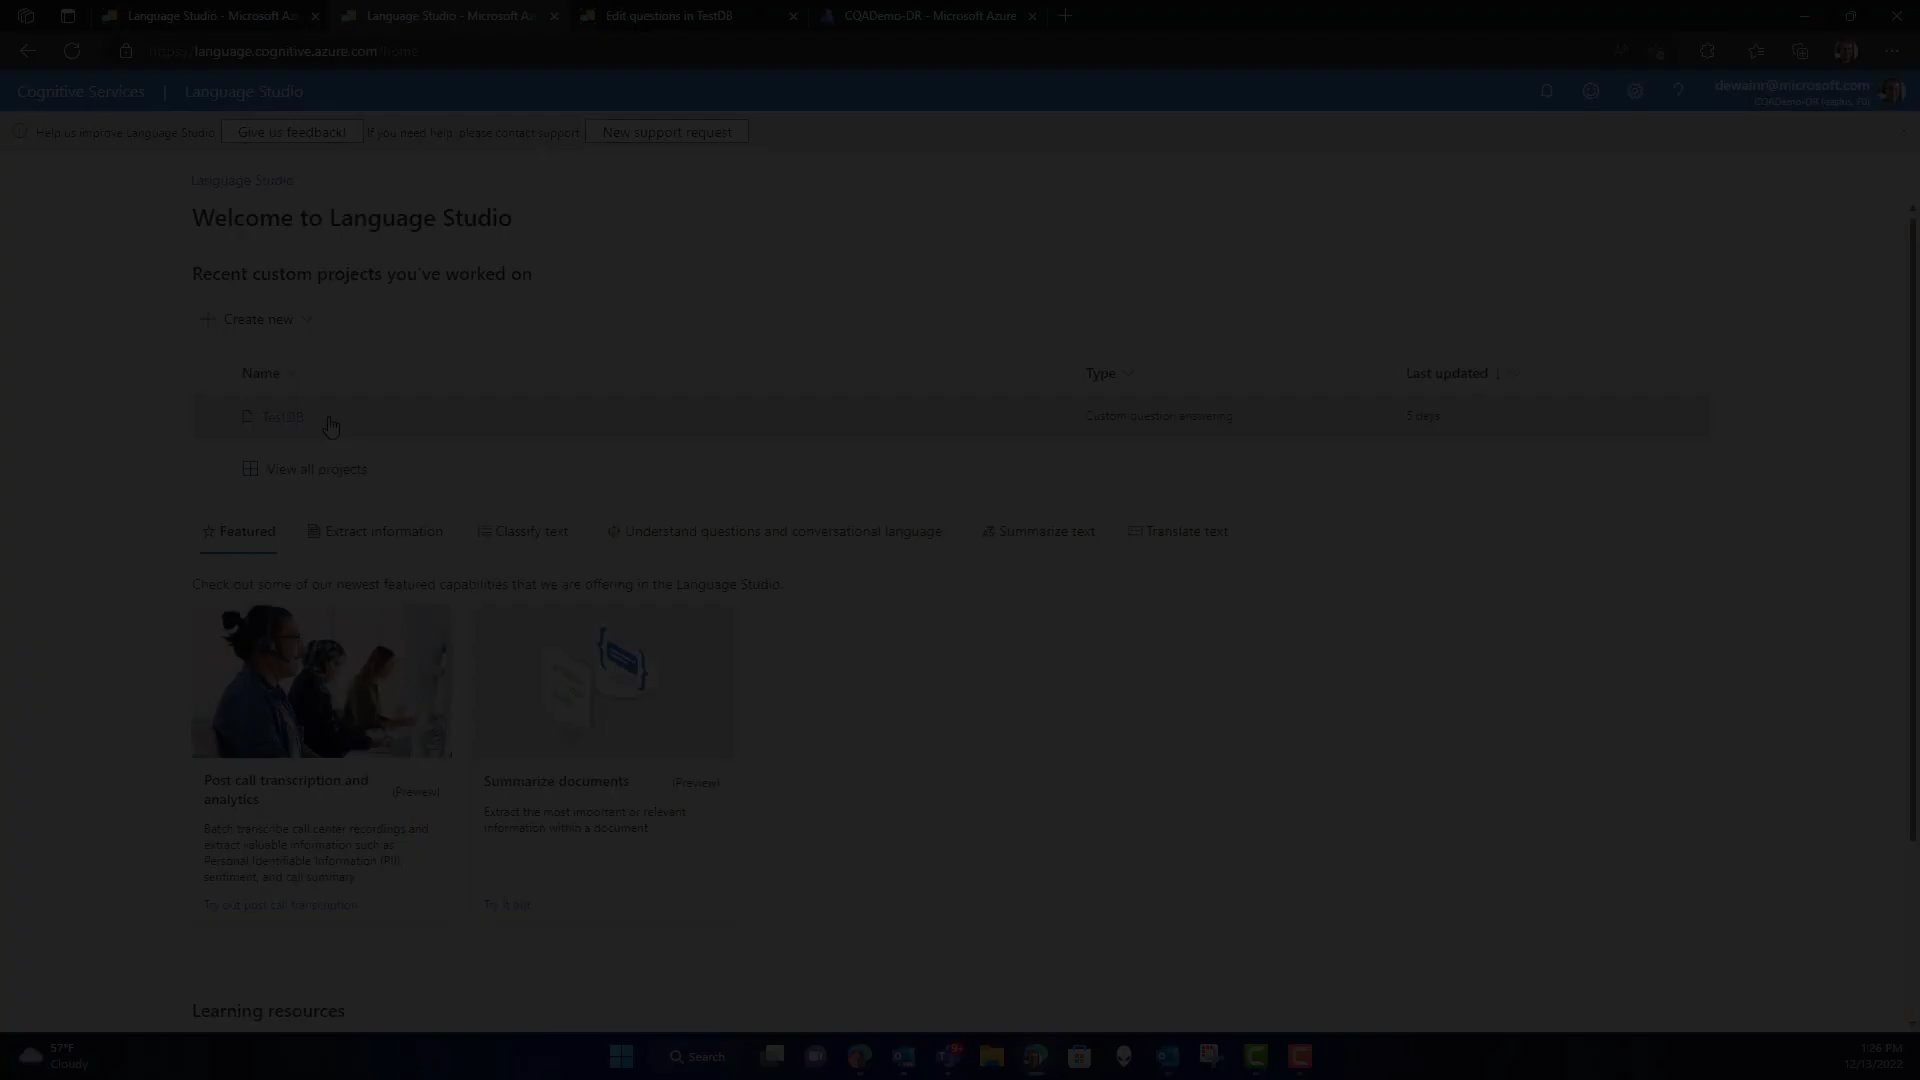 Language Studio - Microsoft Az
Language Studio - Microsoft Az
Edit questions in TestDB
CQADemo-DR - Microsoft Azure
https://language.cognitive.azure.com/home
Cognitive Services | Language Studio
dewainr@microsoft.com
Help us improve Language Studio
Give us feedback!
If you need help, please contact support
New support request
Language Studio
Welcome to Language Studio
Recent custom projects you've worked on
Create new
Name
Type
Last updated ↓
TestDB
Custom question answering
5 days
View all projects
Featured
Extract information
Classify text
Understand questions and conversational language
Summarize text
Translate text
Check out some of our newest featured capabilities that we are offering in the Language Studio.
Post call transcription and
analytics
(Preview)
Batch transcribe call center recordings and
extract valuable information such as
Personal Identifiable Information (PII),
sentiment, and call summary.
Try out post call transcription
Summarize documents
(Preview)
Extract the most important or relevant
information within a document
Try it out
Learning resources
57°F
Cloudy
Search
9+
1:26 PM
12/13/2022